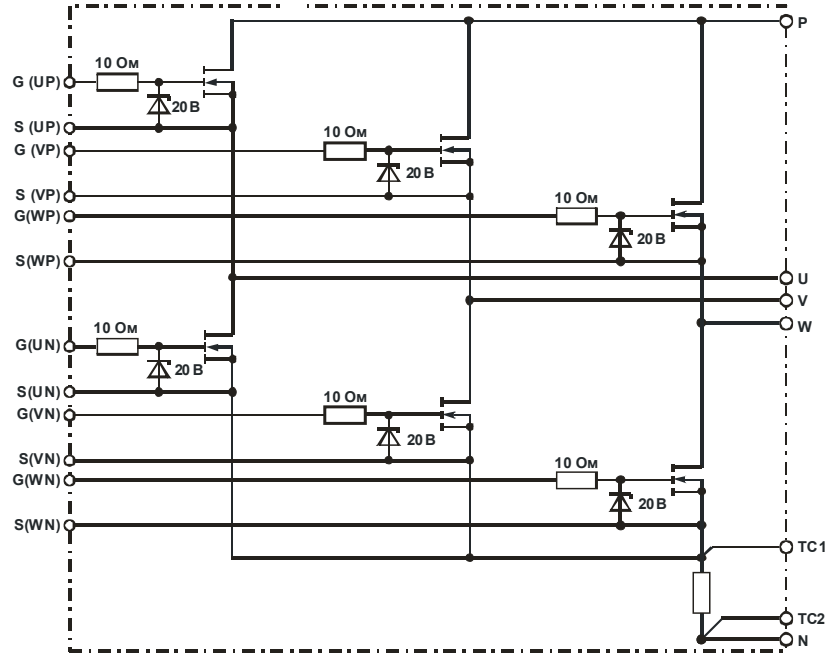 P
10 Ом
G (UP)
20 В
S (UP)
10 Ом
G (VP)
20 В
S (VP)
10 Ом
G(WP)
20 В
S(WP)
U
V
W
10 Ом
G(UN)
20 В
S(UN)
10 Ом
G(VN)
20 В
S(VN)
10 Ом
G(WN)
20 В
S(WN)
TC1
TC2
N